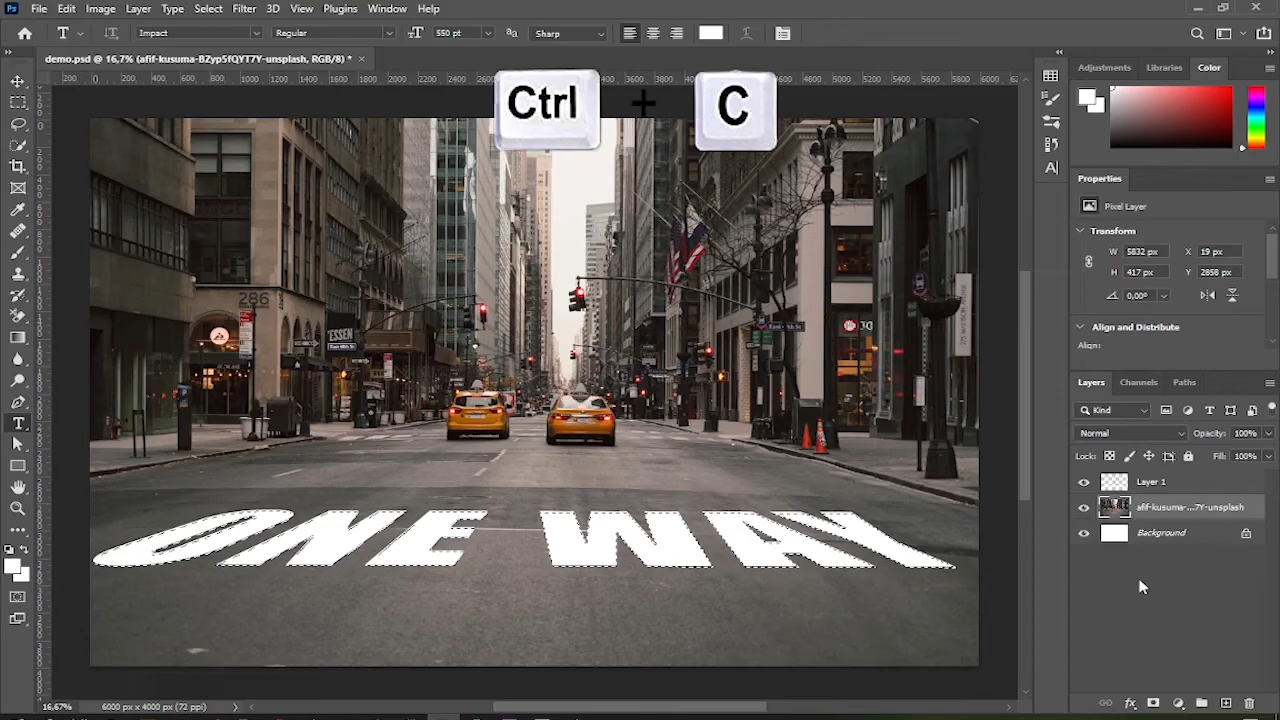 Ps File Edit Image Layer Type Select Filter 3D View Plugins Window Help
T Impact Regular 550 pt Sharp
demo.psd @ 16,7% (afif-kusuma-BZyp5fQYT7Y-unsplash, RGB/8) *
Ctrl + C
Adjustments Libraries Color
Properties
Pixel Layer
Transform
W 5832 px X 19 px
H 417 px Y 2858 px
0,00°
Align and Distribute
Align:
Layers Channels Paths
Kind
Normal Opacity: 100%
Lock: Fill: 100%
Layer 1
afif-kusuma-...7Y-unsplash
Background
286
ESSEN
ONE WAY
16,67% 6000 px x 4000 px (72 ppi)